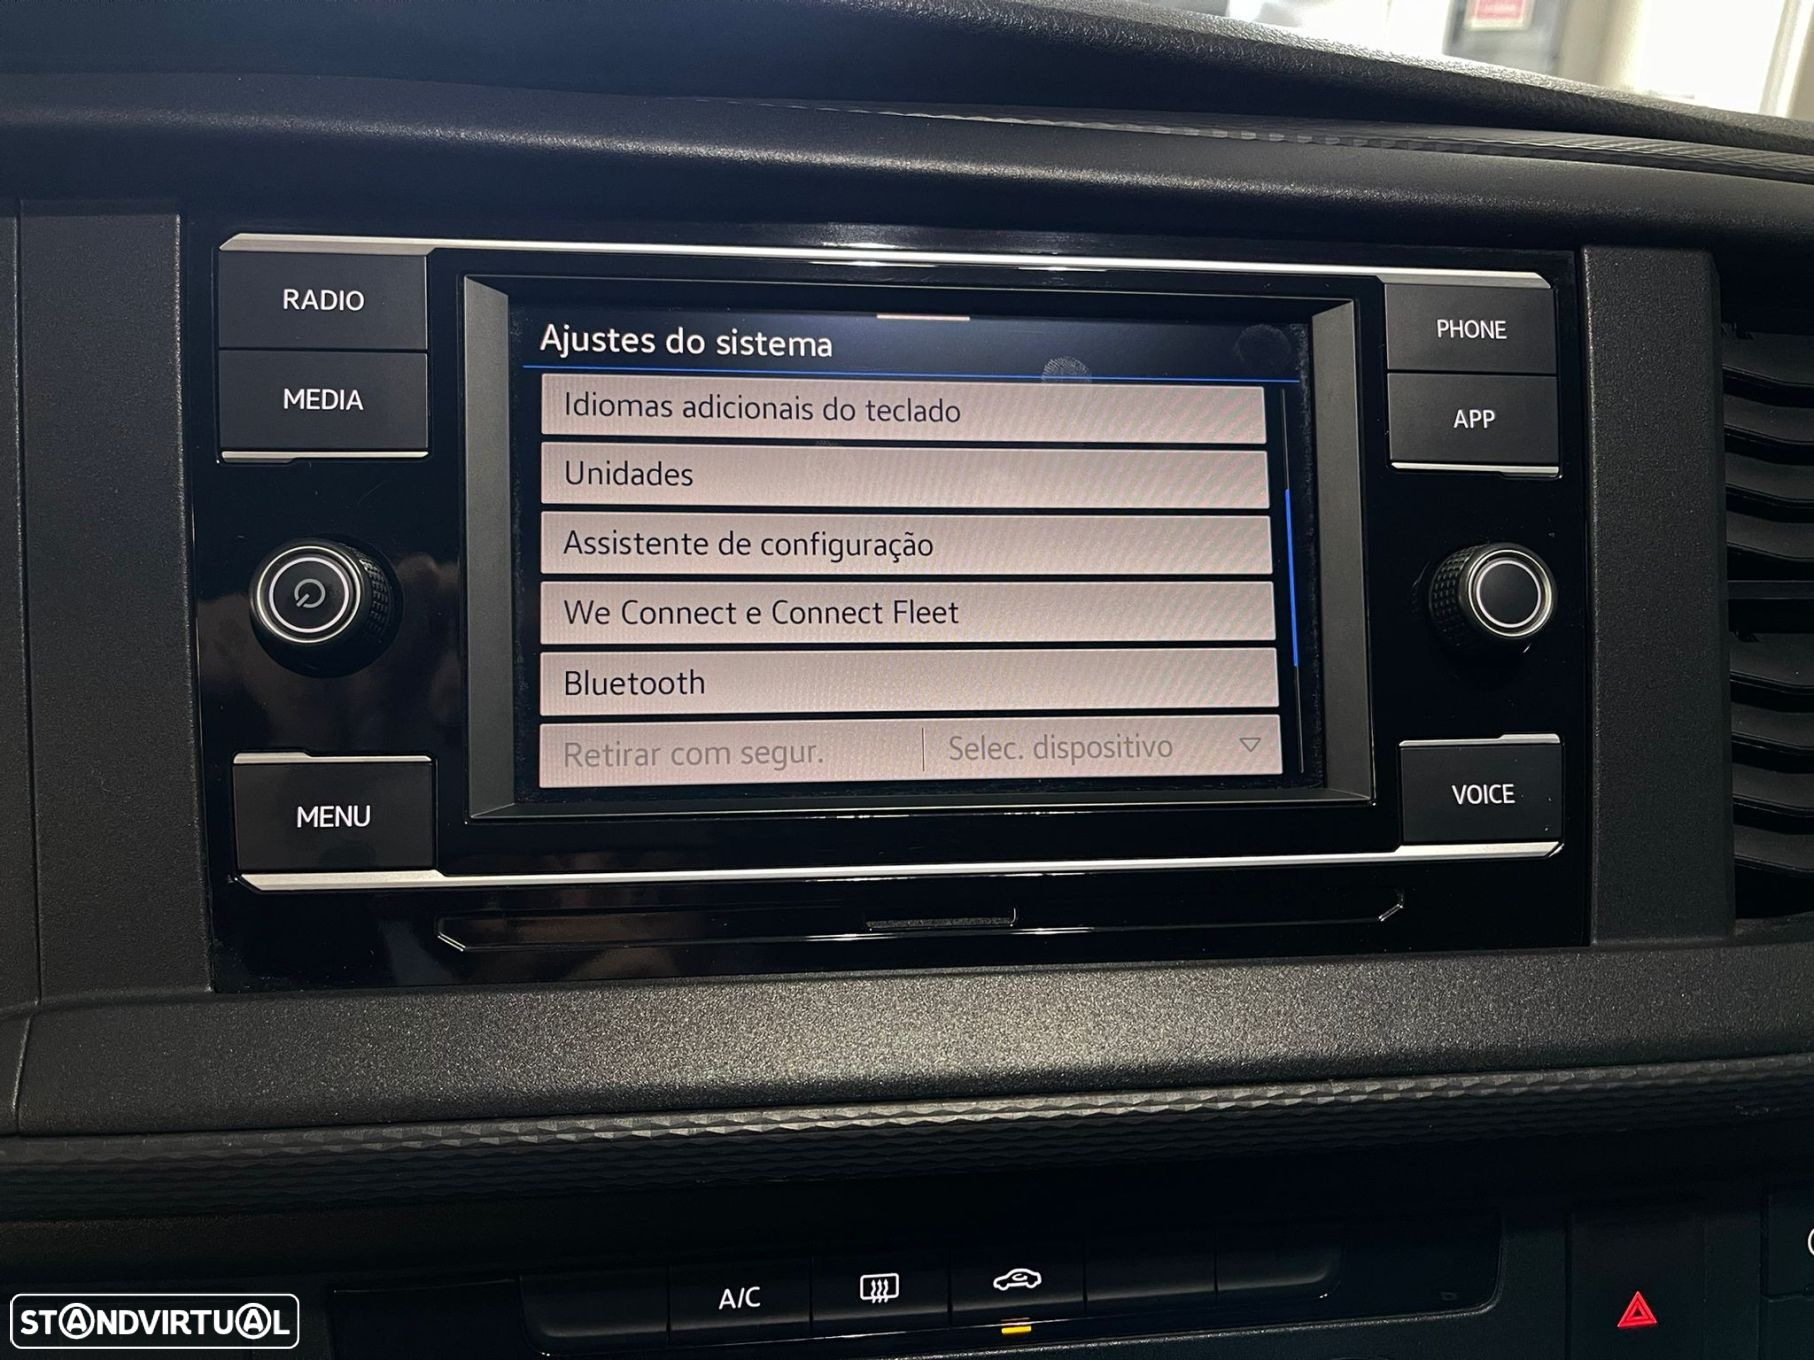 RADIO
MEDIA
MENU
Ajustes do sistema
Idiomas adicionais do teclado
Unidades
Assistente de configuração
We Connect e Connect Fleet
Bluetooth
Retirar com segur. Selec. dispositivo
PHONE
APP
VOICE
A/C
STANDVIRTUAL